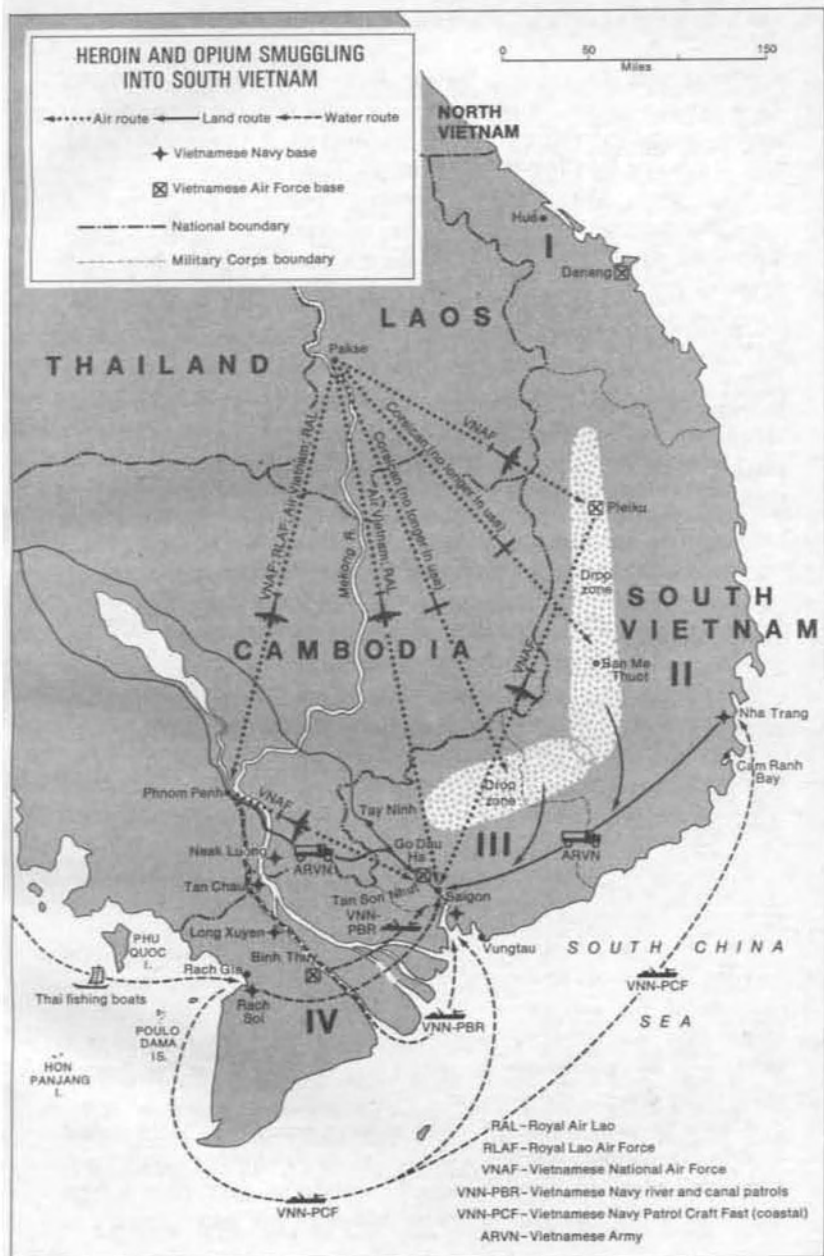 HEROIN AND OPIUM SMUGGLING
INTO SOUTH VIETNAM
Air route
Land route
Water route
Vietnamese Navy base
Vietnamese Air Force base
National boundary
Military Corps boundary
0 50 150
Miles
NORTH
VIETNAM
Hué
I
Danang
LAOS
THAILAND
Pakse
VNAF
Corsican (no longer in use)
Corsican (no longer in use)
Air Vietnam; RAL
VNAF; RLAF; Air Vietnam; RAL
Mekong R.
Pleiku
Drop
zone
SOUTH
VIETNAM
CAMBODIA
VNAF
Ban Me
Thuot
II
Nha Trang
Cam Ranh
Bay
Phnom Penh
VNAF
Tay Ninh
Drop
zone
III
Go Dau
Ha
Neak Luong
ARVN
ARVN
Tan Chau
Tan Son Nhut
Saigon
VNN-
PBR
Long Xuyen
Vungtau
SOUTH CHINA
SEA
PHU
QUOC
I.
Rach Gia
Binh Thuy
Thai fishing boats
Rach
Soi
IV
VNN-PBR
VNN-PCF
POULO
DAMA
IS.
HON
PANJANG
I.
VNN-PCF
RAL–Royal Air Lao
RLAF–Royal Lao Air Force
VNAF–Vietnamese National Air Force
VNN-PBR–Vietnamese Navy river and canal patrols
VNN-PCF–Vietnamese Navy Patrol Craft Fast (coastal)
ARVN–Vietnamese Army